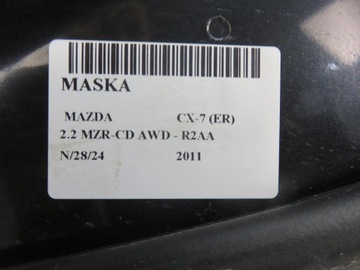 MASKA
MAZDA CX-7 (ER)
2.2 MZR-CD AWD - R2AA
N/28/24 2011